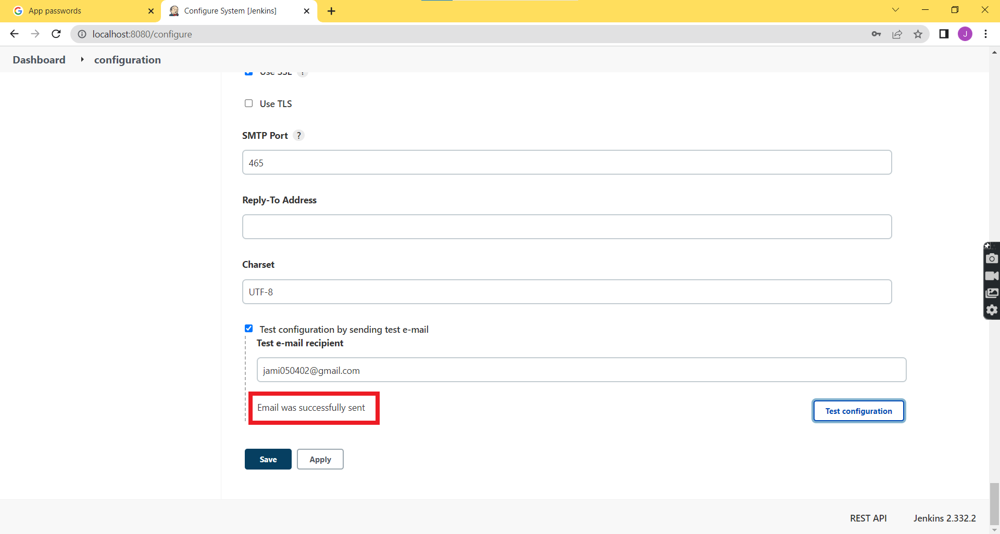 App passwords
Configure System [Jenkins]
localhost:8080/configure
J
Dashboard
configuration
Use SSL ?
Use TLS
SMTP Port ?
465
Reply-To Address
Charset
UTF-8
Test configuration by sending test e-mail
Test e-mail recipient
jami050402@gmail.com
Email was successfully sent
Test configuration
Save
Apply
REST API
Jenkins 2.332.2